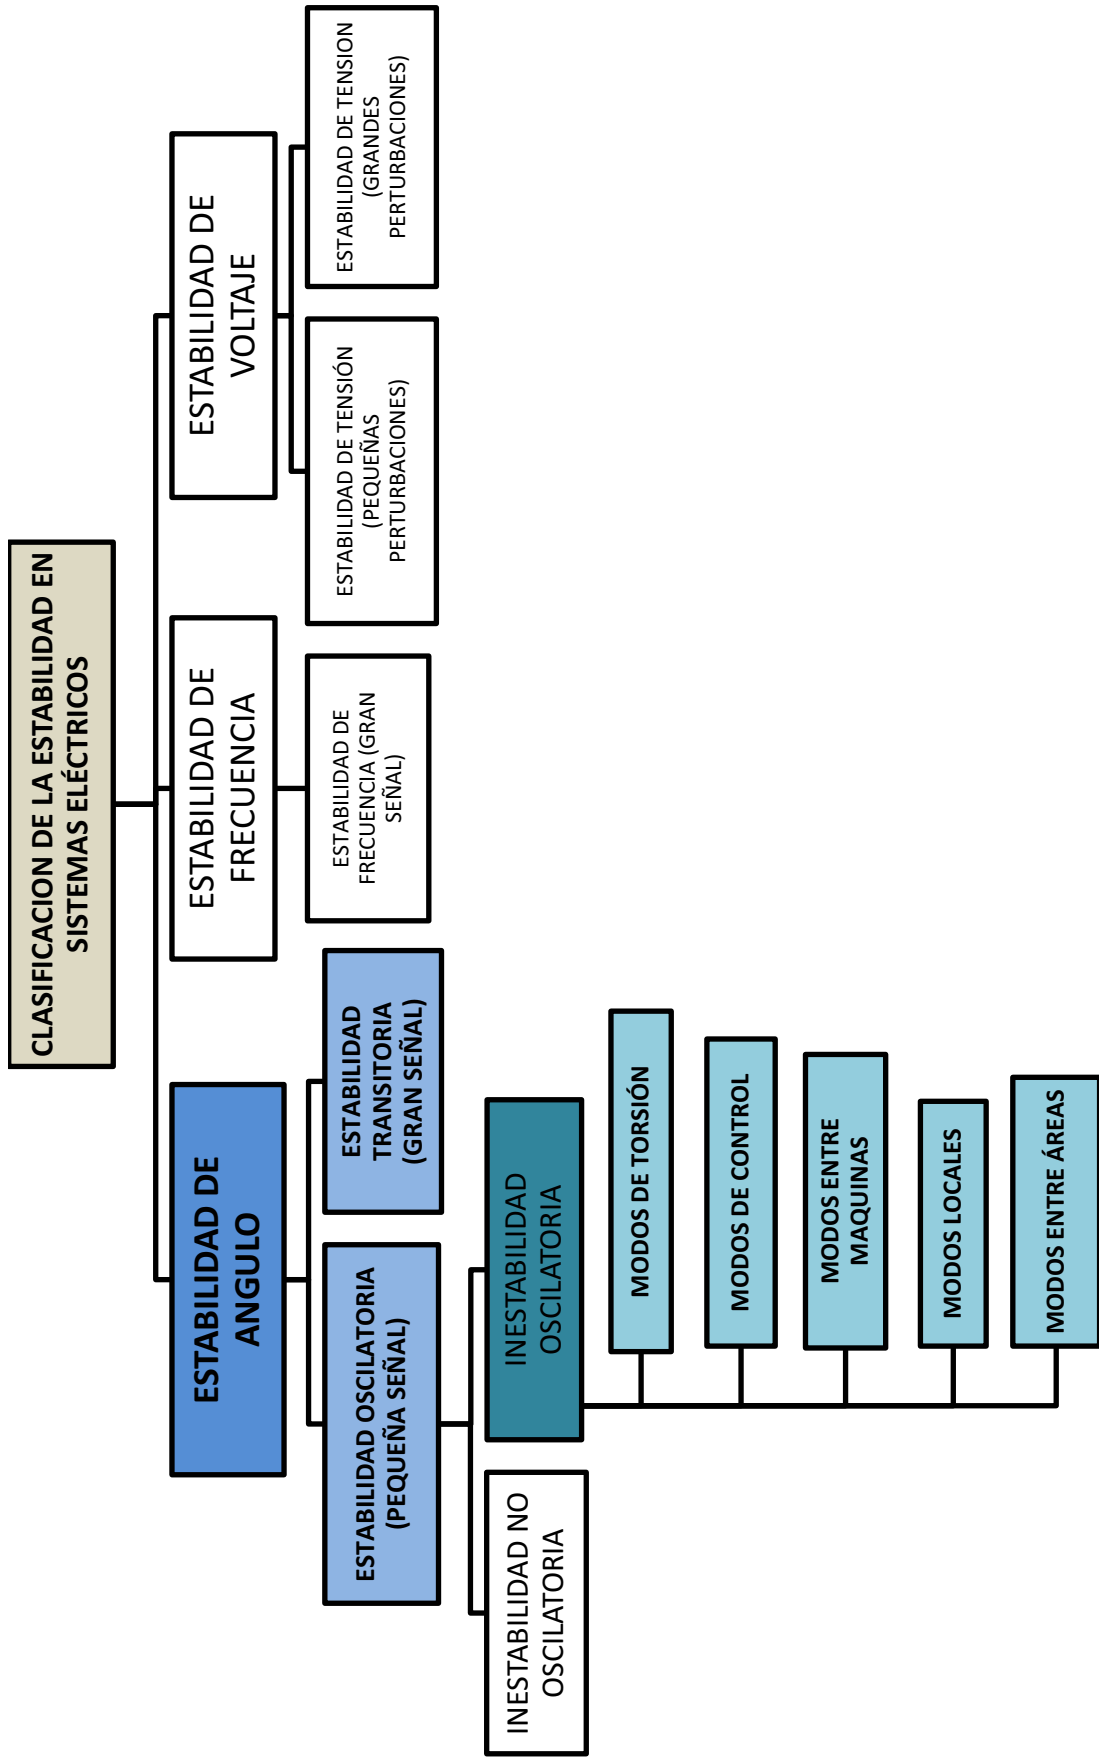 CLASIFICACION DE LA ESTABILIDAD EN
SISTEMAS ELÉCTRICOS
ESTABILIDAD DE
ANGULO
ESTABILIDAD DE
FRECUENCIA
ESTABILIDAD DE
VOLTAJE
ESTABILIDAD OSCILATORIA
(PEQUEÑA SEÑAL)
ESTABILIDAD
TRANSITORIA
(GRAN SEÑAL)
ESTABILIDAD DE
FRECUENCIA (GRAN
SEÑAL)
ESTABILIDAD DE TENSIÓN
(PEQUEÑAS
PERTURBACIONES)
ESTABILIDAD DE TENSION
(GRANDES
PERTURBACIONES)
INESTABILIDAD NO
OSCILATORIA
INESTABILIDAD
OSCILATORIA
MODOS DE TORSIÓN
MODOS DE CONTROL
MODOS ENTRE
MAQUINAS
MODOS LOCALES
MODOS ENTRE ÁREAS